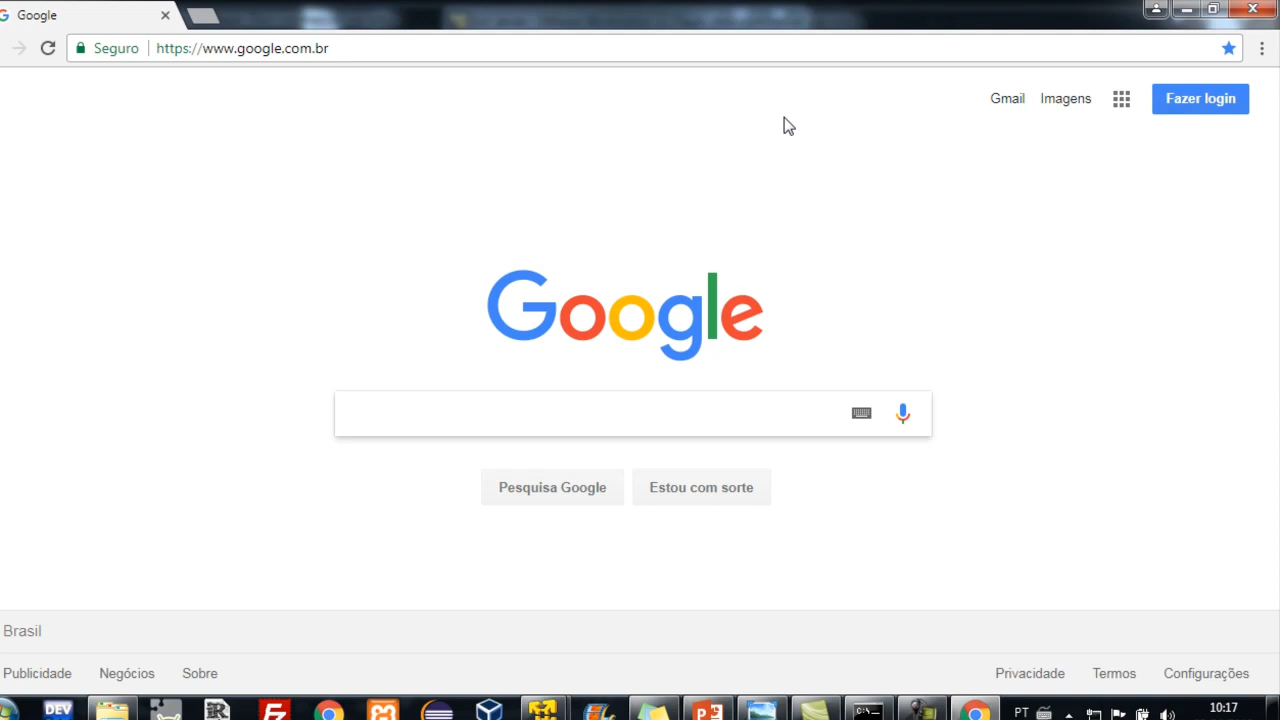 Google
Seguro https://www.google.com.br
Gmail Imagens Fazer login
Google
Pesquisa Google Estou com sorte
Brasil
Publicidade Negócios Sobre Privacidade Termos Configurações
DEV R FZ P C:\. PT 10:17